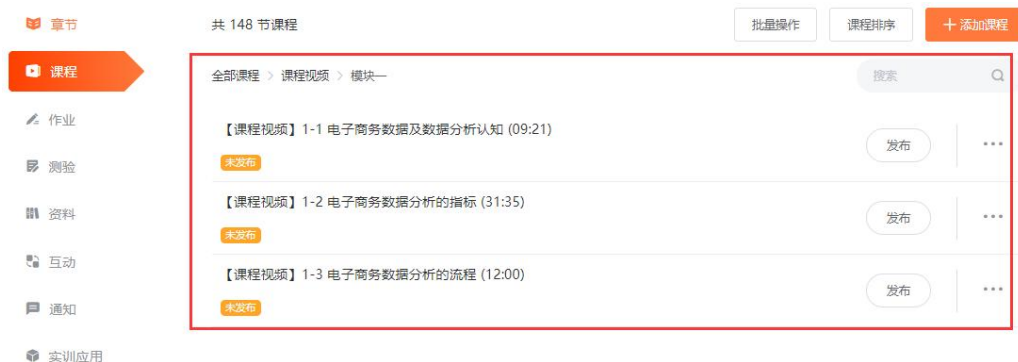 章节
共 148 节课程
批量操作
课程排序
＋添加课程
课程
全部课程 > 课程视频 > 模块一
搜索
作业
【课程视频】1-1 电子商务数据及数据分析认知 (09:21)
发布
未发布
测验
【课程视频】1-2 电子商务数据分析的指标 (31:35)
资料
发布
未发布
互动
【课程视频】1-3 电子商务数据分析的流程 (12:00)
发布
通知
未发布
实训应用